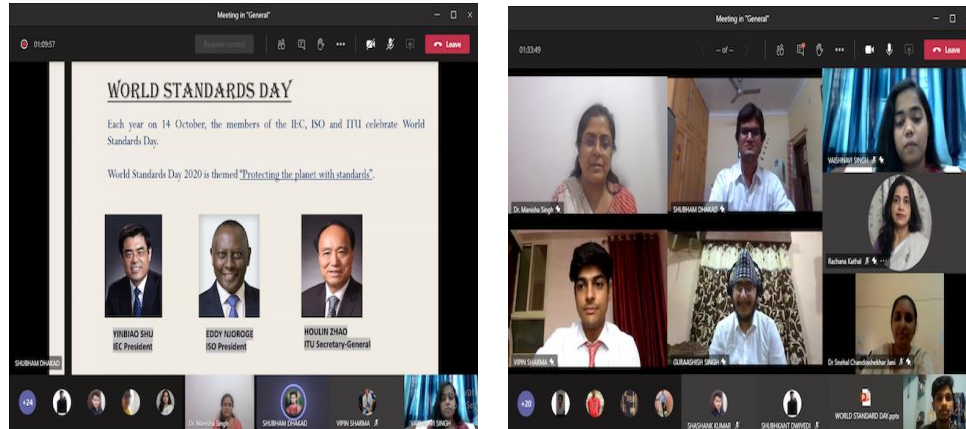 Meeting in "General"
01:09:57
Request control
Leave
WORLD STANDARDS DAY
Each year on 14 October, the members of the IEC, ISO and ITU celebrate World
Standards Day.
World Standards Day 2020 is themed "Protecting the planet with standards".
YINBIAO SHU
IEC President
EDDY NJOROGE
ISO President
HOULIN ZHAO
ITU Secretary-General
SHUBHAM DHAKAD
+24
Dr. Manisha Singh
SHUBHAM DHAKAD
VIPIN SHARMA
Meeting in "General"
01:33:49
-- of --
Leave
Dr. Manisha Singh
SHUBHAM DHAKAD
VAISHNAVI SINGH
Rachana Kathal
VIPIN SHARMA
GURAASHISH SINGH
Dr Snehal Chandrashekhar Jani
+20
SHASHANK KUMAR
SHUBHKANT DWIVEDI
WORLD STANDARD DAY.pptx